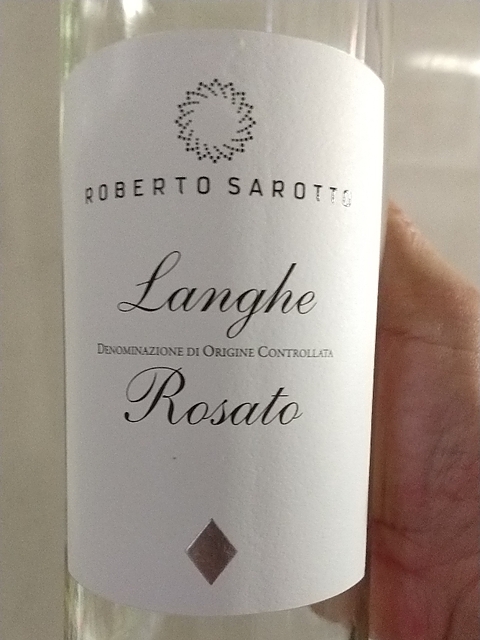 ROBERTO SAROTTO
Langhe
DENOMINAZIONE DI ORIGINE CONTROLLATA
Rosato